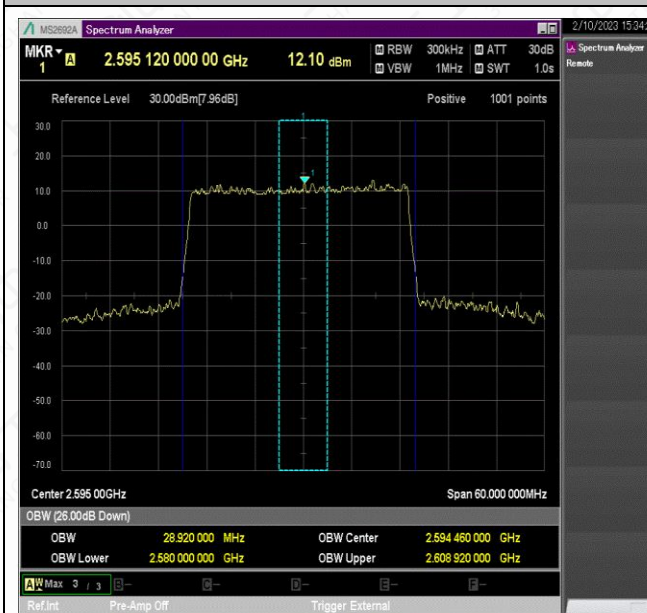 MS2692A Spectrum Analyzer
2/10/2023 15:34:
MKR 1 A 2.595 120 000 00 GHz 12.10 dBm M RBW 300kHz M ATT 30dB
M VBW 1MHz M SWT 1.0s
Spectrum Analyzer
Remote
Reference Level 30.00dBm[7.96dB] Positive 1001 points
1
30.0
20.0
1
10.0
0.0
-10.0
-20.0
-30.0
-40.0
-50.0
-60.0
-70.0
Center 2.595 00GHz Span 60.000 000MHz
OBW (26.00dB Down)
OBW 28.920 000 MHz OBW Center 2.594 460 000 GHz
OBW Lower 2.580 000 000 GHz OBW Upper 2.608 920 000 GHz
A W Max 3 / 3 B- C- D- E- F-
Ref.Int Pre-Amp Off Trigger External